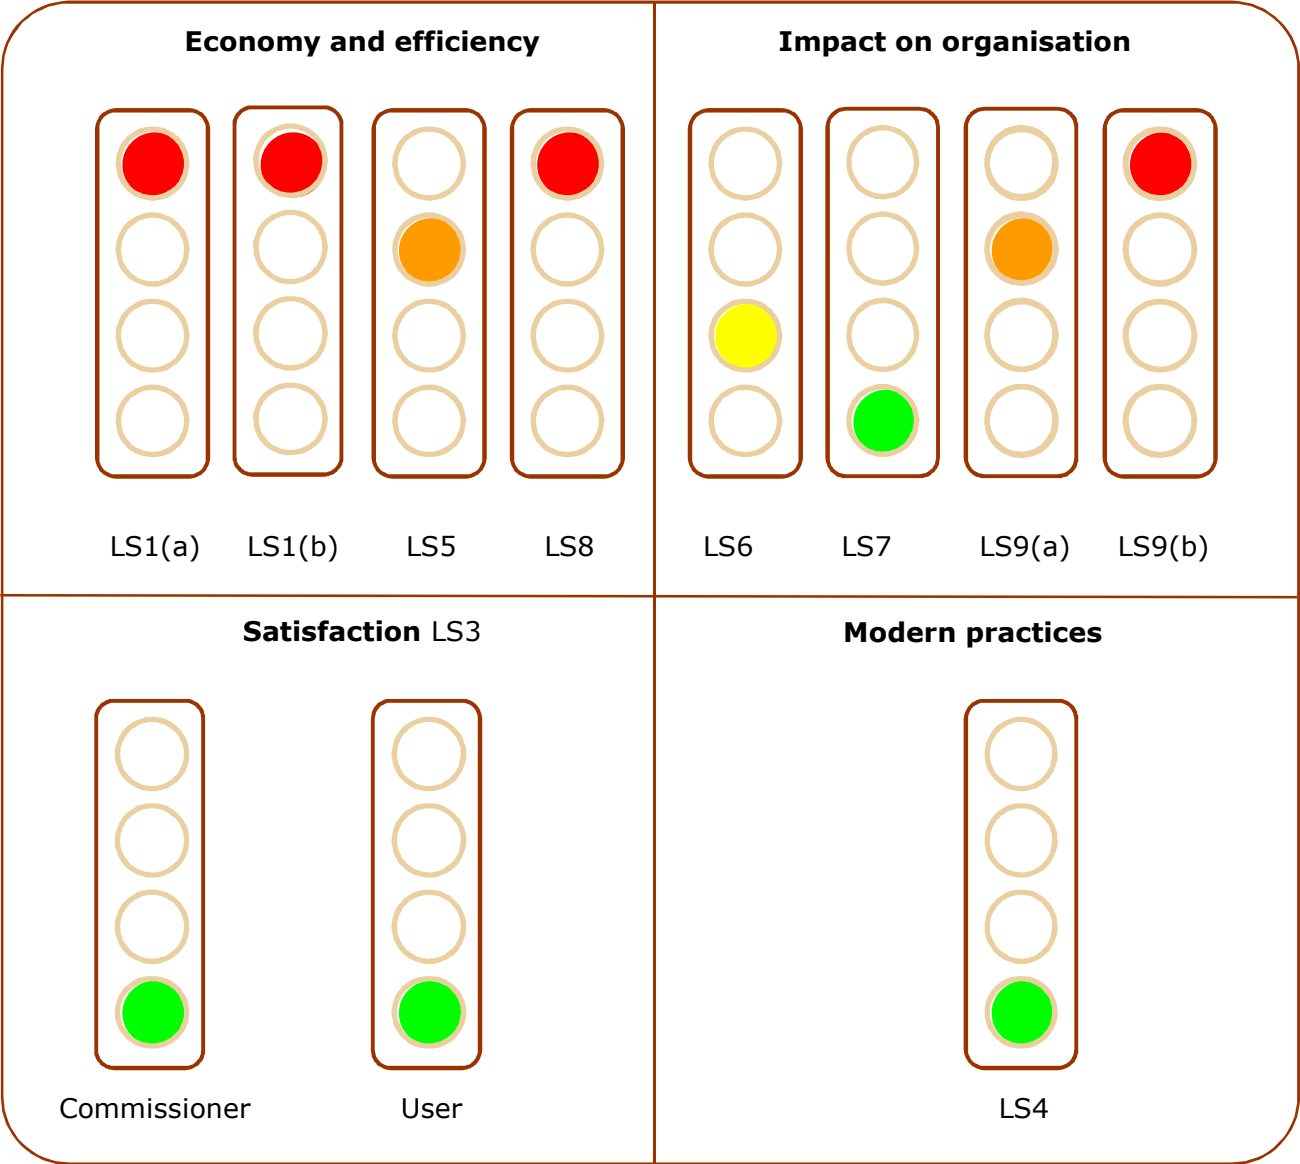 Economy and efficiency
LS1(a) LS1(b) LS5 LS8
Impact on organisation
LS6 LS7 LS9(a) LS9(b)
Satisfaction LS3
Commissioner User
Modern practices
LS4